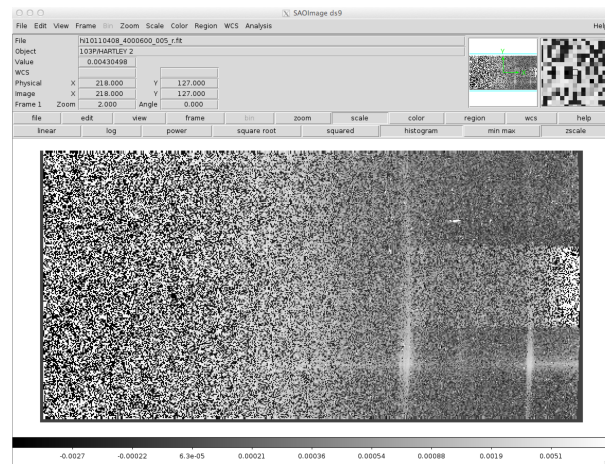 SAOImage ds9
File Edit View Frame Bin Zoom Scale Color Region WCS Analysis Help
File hi10110408_4000600_005_r.fit
Object 103P/HARTLEY 2
Value 0.00430498
WCS
Physical X 218.000 Y 127.000
Image X 218.000 Y 127.000
Frame 1 Zoom 2.000 Angle 0.000
file edit view frame bin zoom scale color region wcs help
linear log power square root squared histogram min max zscale
Y
-0.0027 -0.00022 6.3e-05 0.00021 0.00036 0.00054 0.00088 0.0019 0.0051